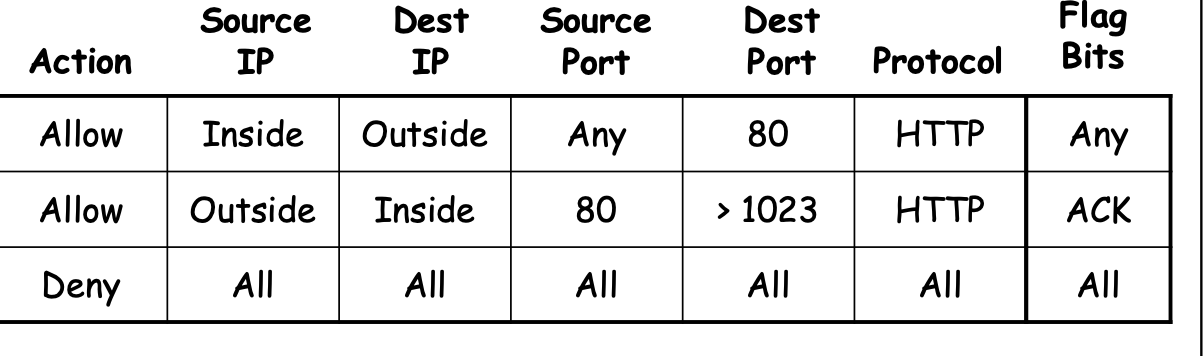 Action Source IP Dest IP Source Port Dest Port Protocol Flag Bits
Allow Inside Outside Any 80 HTTP Any
Allow Outside Inside 80 > 1023 HTTP ACK
Deny All All All All All All